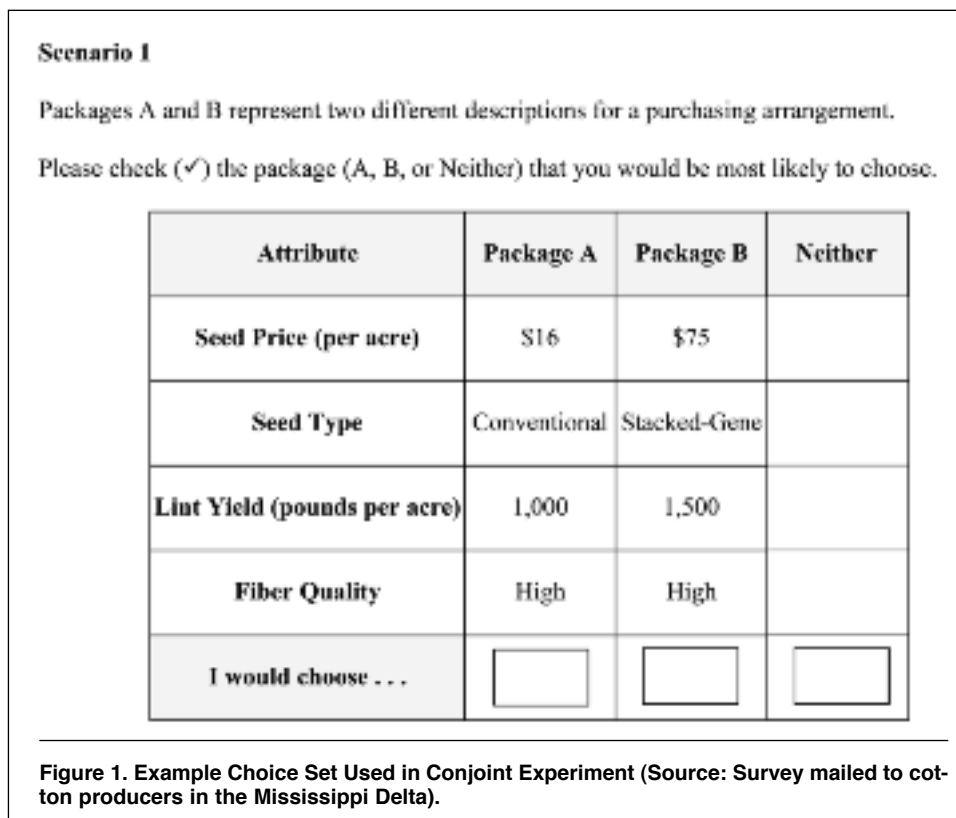 Scenario 1
Packages A and B represent two different descriptions for a purchasing arrangement.
Please check (✓) the package (A, B, or Neither) that you would be most likely to choose.
Attribute Package A Package B Neither
Seed Price (per acre) $16 $75
Seed Type Conventional Stacked-Gene
Lint Yield (pounds per acre) 1,000 1,500
Fiber Quality High High
I would choose . . .
Figure 1. Example Choice Set Used in Conjoint Experiment (Source: Survey mailed to cot-
ton producers in the Mississippi Delta).